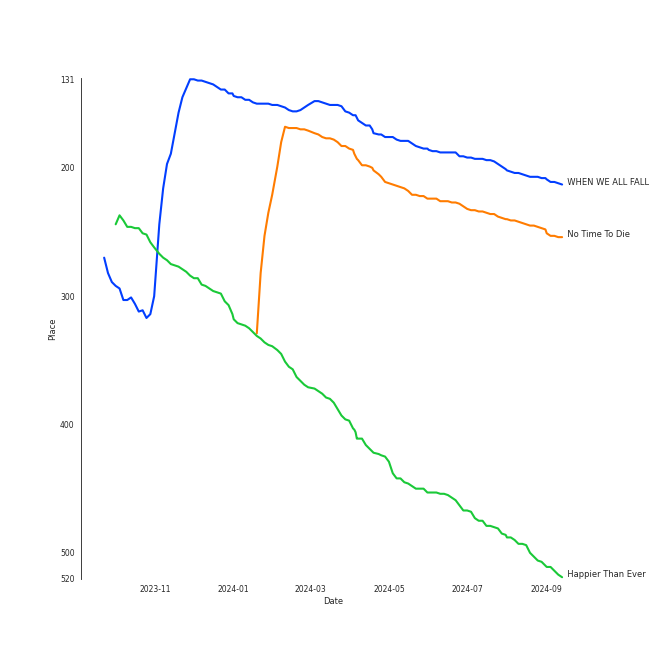 131
200
300
400
500
520
Place
2023-11
2024-01
2024-03
2024-05
2024-07
2024-09
Date
WHEN WE ALL FALL
No Time To Die
Happier Than Ever